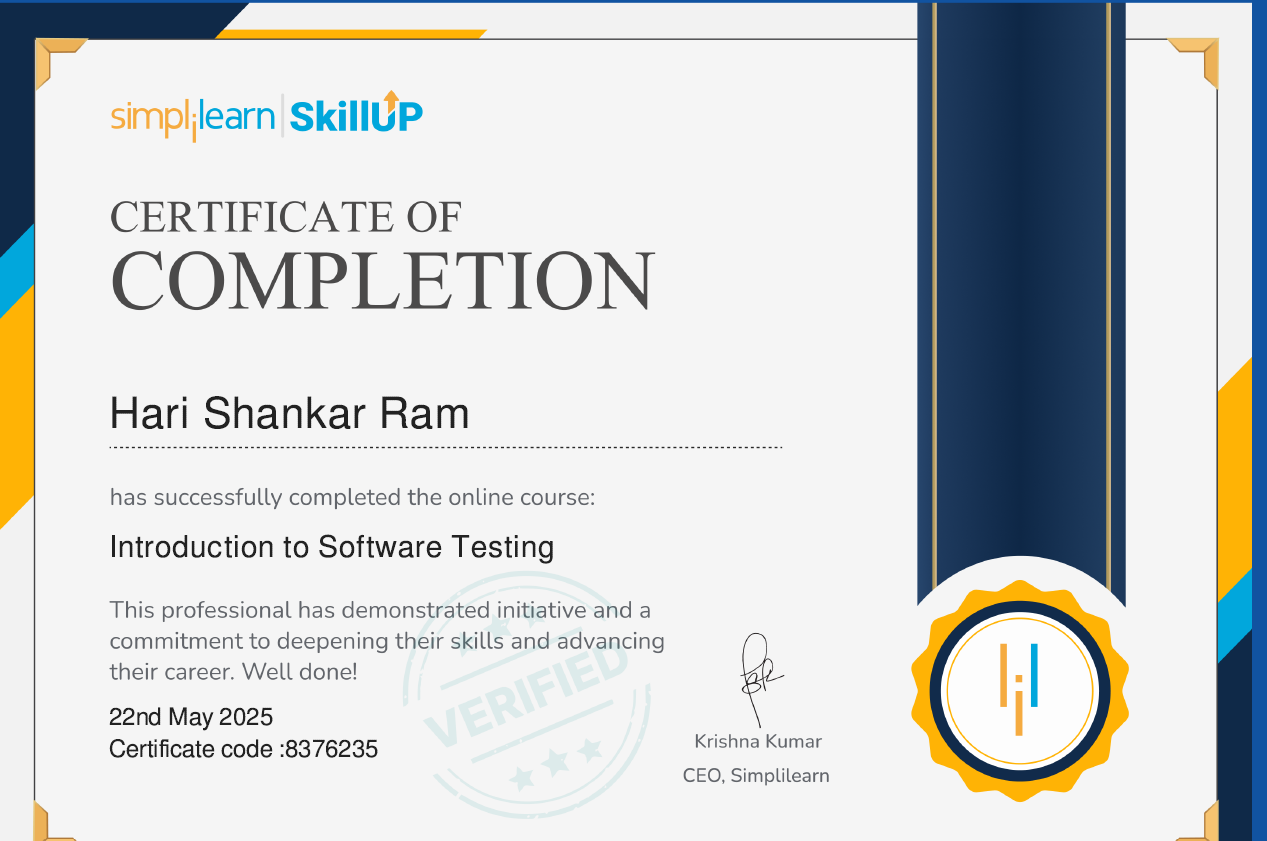 simplilearn | SkillUP
CERTIFICATE OF
COMPLETION
Hari Shankar Ram
has successfully completed the online course:
Introduction to Software Testing
This professional has demonstrated initiative and a
commitment to deepening their skills and advancing
their career. Well done!
VERIFIED
22nd May 2025
Certificate code :8376235
Krishna Kumar
CEO, Simplilearn